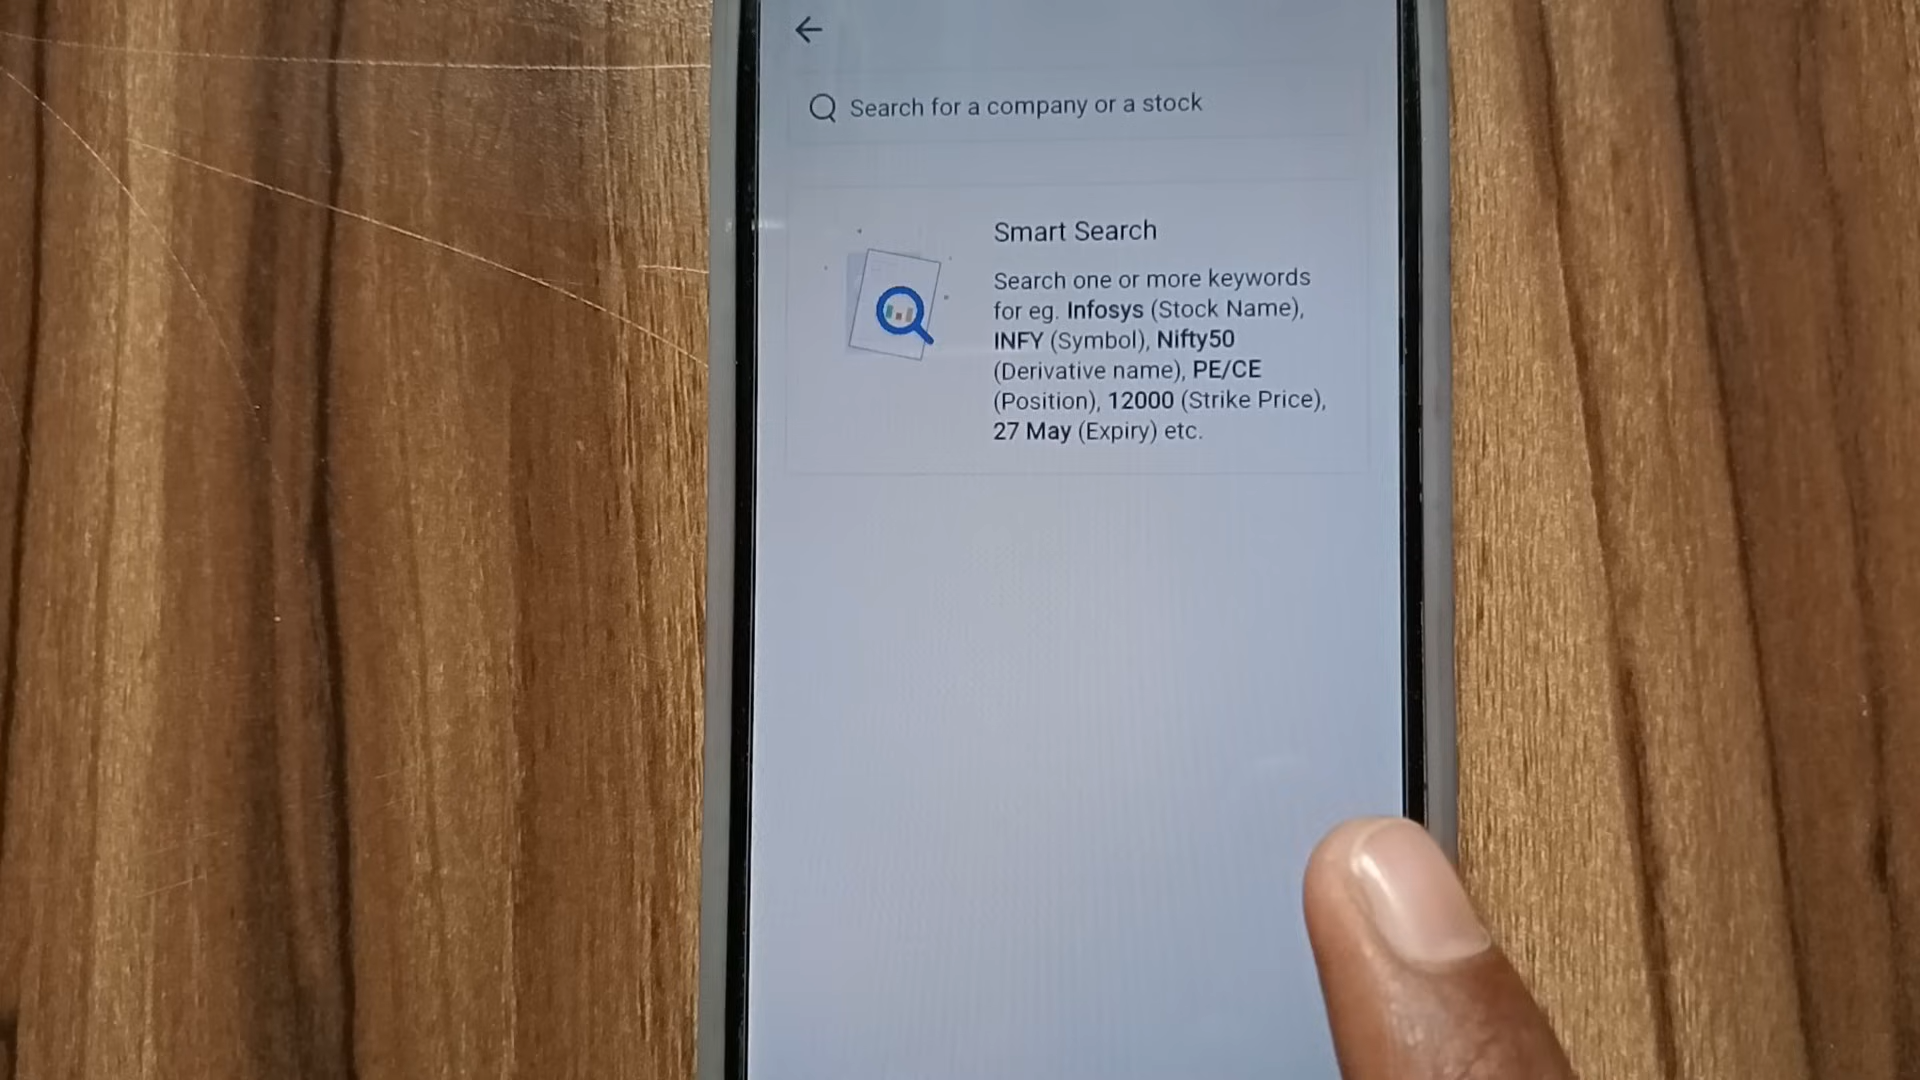 Search for a company or a stock
Smart Search
Search one or more keywords
for eg. Infosys (Stock Name),
INFY (Symbol), Nifty50
(Derivative name), PE/CE
(Position), 12000 (Strike Price),
27 May (Expiry) etc.